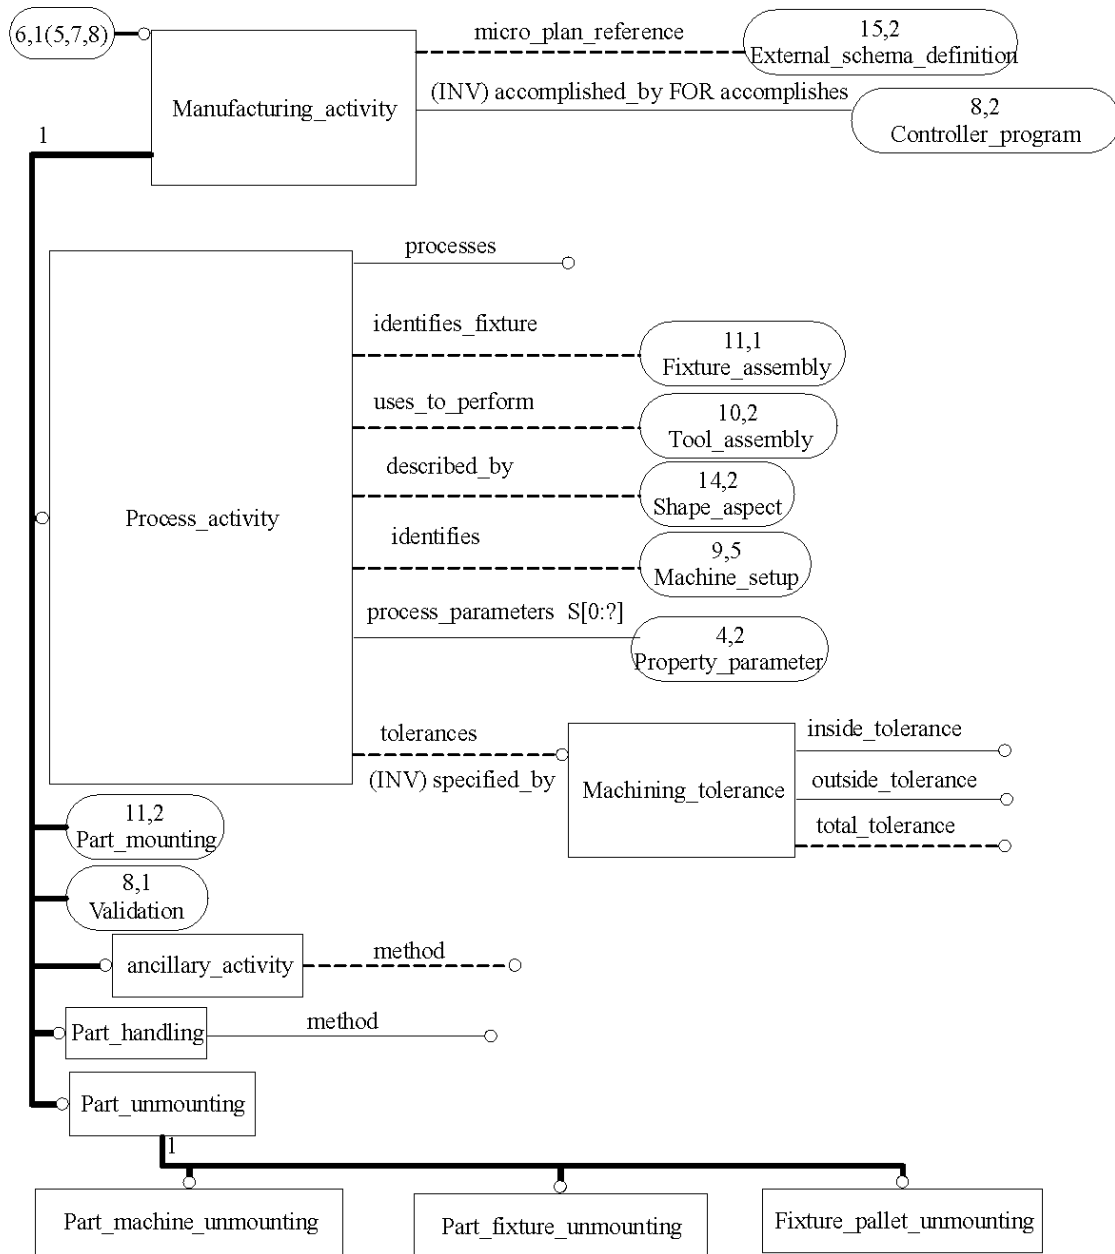 6,1(5,7,8)
Manufacturing_activity
micro_plan_reference
15,2
External_schema_definition
(INV) accomplished_by FOR accomplishes
8,2
Controller_program
1
Process_activity
processes
identifies_fixture
11,1
Fixture_assembly
uses_to_perform
10,2
Tool_assembly
described_by
14,2
Shape_aspect
identifies
9,5
Machine_setup
process_parameters S[0:?]
4,2
Property_parameter
tolerances
(INV) specified_by
Machining_tolerance
inside_tolerance
outside_tolerance
total_tolerance
11,2
Part_mounting
8,1
Validation
ancillary_activity
method
Part_handling
method
Part_unmounting
1
Part_machine_unmounting
Part_fixture_unmounting
Fixture_pallet_unmounting